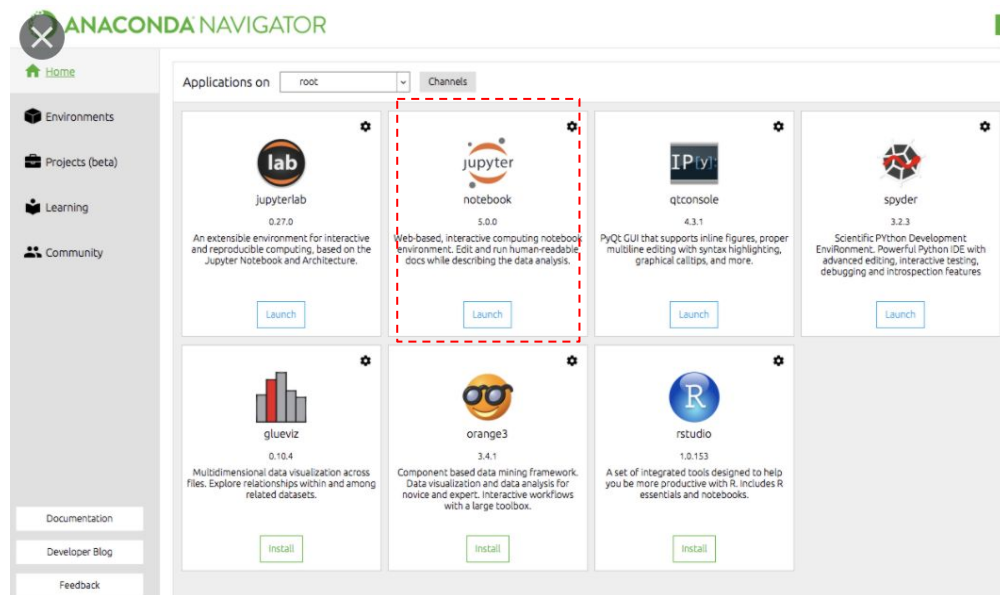 ANACONDA NAVIGATOR
Home
Environments
Projects (beta)
Learning
Community
Documentation
Developer Blog
Feedback
Applications on root Channels
lab
jupyterlab
0.27.0
An extensible environment for interactive
and reproducible computing, based on the
Jupyter Notebook and Architecture.
Launch
jupyter
notebook
5.0.0
Web-based, interactive computing notebook
environment. Edit and run human-readable
docs while describing the data analysis.
Launch
IP[y]:
qtconsole
4.3.1
PyQt GUI that supports inline figures, proper
multiline editing with syntax highlighting,
graphical calltips, and more.
Launch
spyder
3.2.3
Scientific PYthon Development
EnviRonment. Powerful Python IDE with
advanced editing, interactive testing,
debugging and introspection features
Launch
glueviz
0.10.4
Multidimensional data visualization across
files. Explore relationships within and among
related datasets.
Install
orange3
3.4.1
Component based data mining framework.
Data visualization and data analysis for
novice and expert. Interactive workflows
with a large toolbox.
Install
R
rstudio
1.0.153
A set of integrated tools designed to help
you be more productive with R. Includes R
essentials and notebooks.
Install